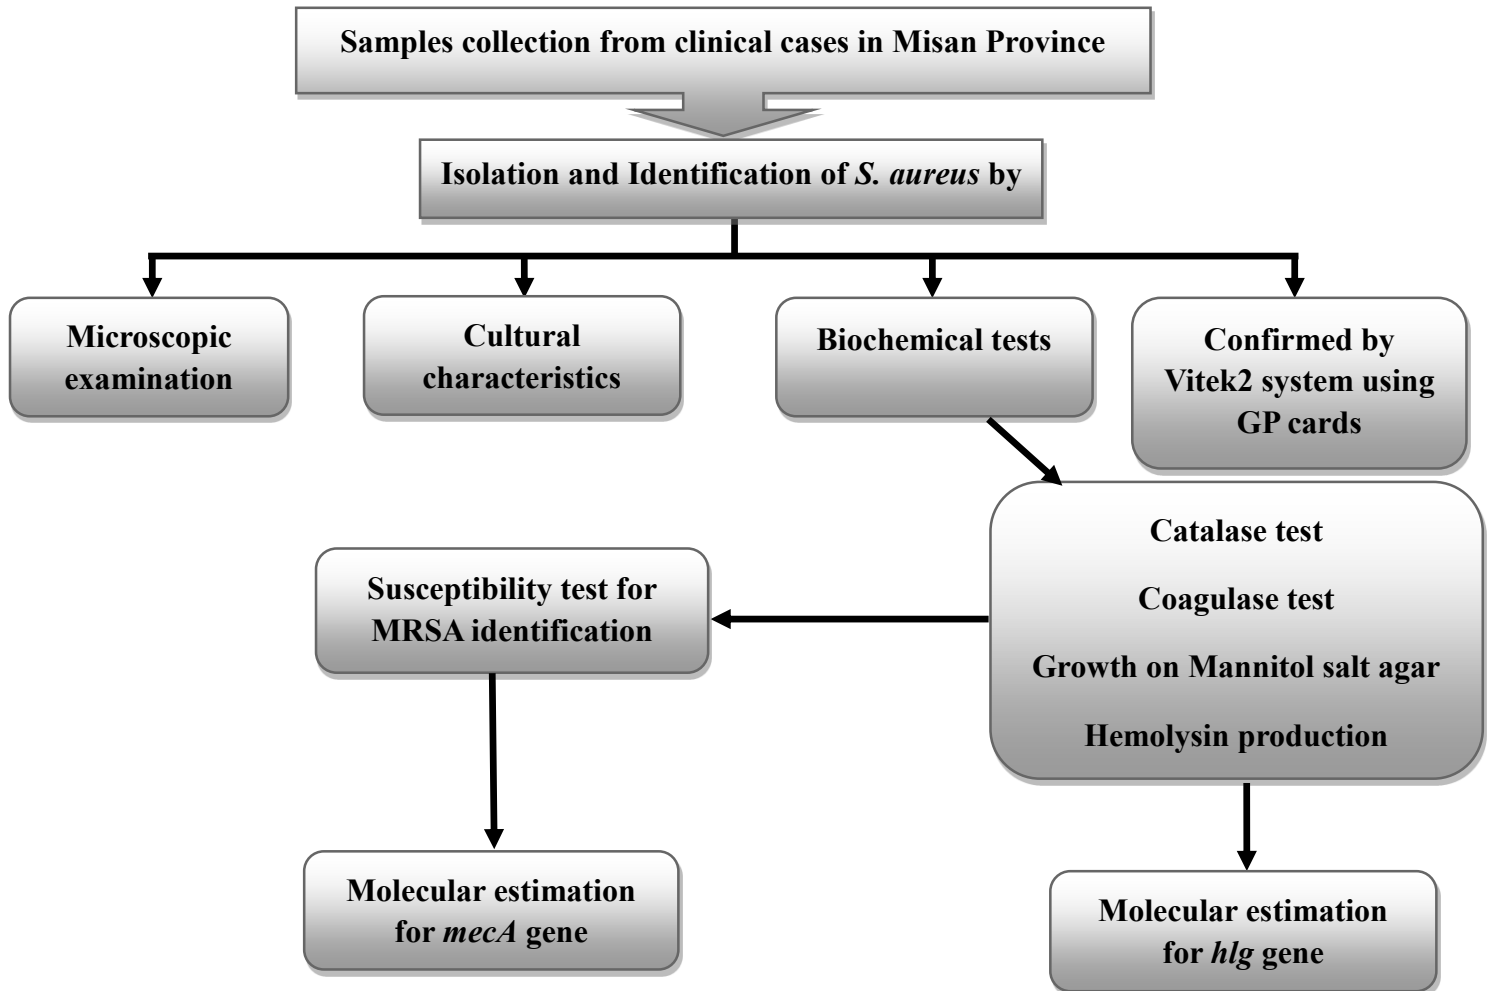 Samples collection from clinical cases in Misan Province
Isolation and Identification of S. aureus by
Microscopic
examination
Cultural
characteristics
Biochemical tests
Confirmed by
Vitek2 system using
GP cards
Catalase test
Coagulase test
Growth on Mannitol salt agar
Hemolysin production
Susceptibility test for
MRSA identification
Molecular estimation
for mecA gene
Molecular estimation
for hlg gene